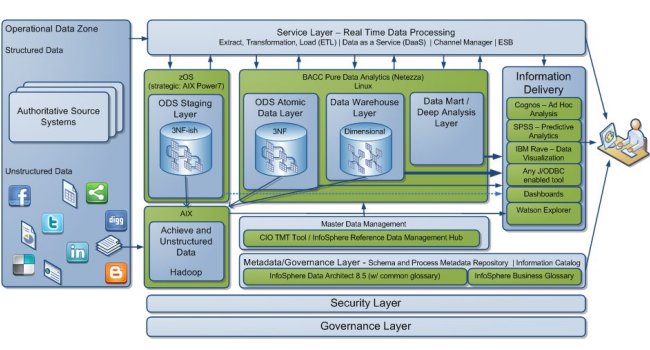 Operational Data Zone
Structured Data
Authoritative Source
Systems
Unstructured Data
digg
in
Service Layer – Real Time Data Processing
Extract, Transformation, Load (ETL) | Data as a Service (DaaS) | Channel Manager | ESB
zOS
(strategic: AIX Power7)
ODS Staging
Layer
3NF-ish
BACC Pure Data Analytics (Netezza)
Linux
ODS Atomic
Data Layer
3NF
Data Warehouse
Layer
Dimensional
Data Mart /
Deep Analysis
Layer
Information
Delivery
Cognos – Ad Hoc
Analysis
SPSS – Predictive
Analytics
IBM Rave – Data
Visualization
Any J/ODBC
enabled tool
Dashboards
Watson Explorer
AIX
Achieve and
Unstructured
Data
Hadoop
Master Data Management
CIO TMT Tool / InfoSphere Reference Data Management Hub
Metadata/Governance Layer - Schema and Process Metadata Repository | Information Catalog
InfoSphere Data Architect 8.5 (w/ common glossary)
InfoSphere Business Glossary
Security Layer
Governance Layer